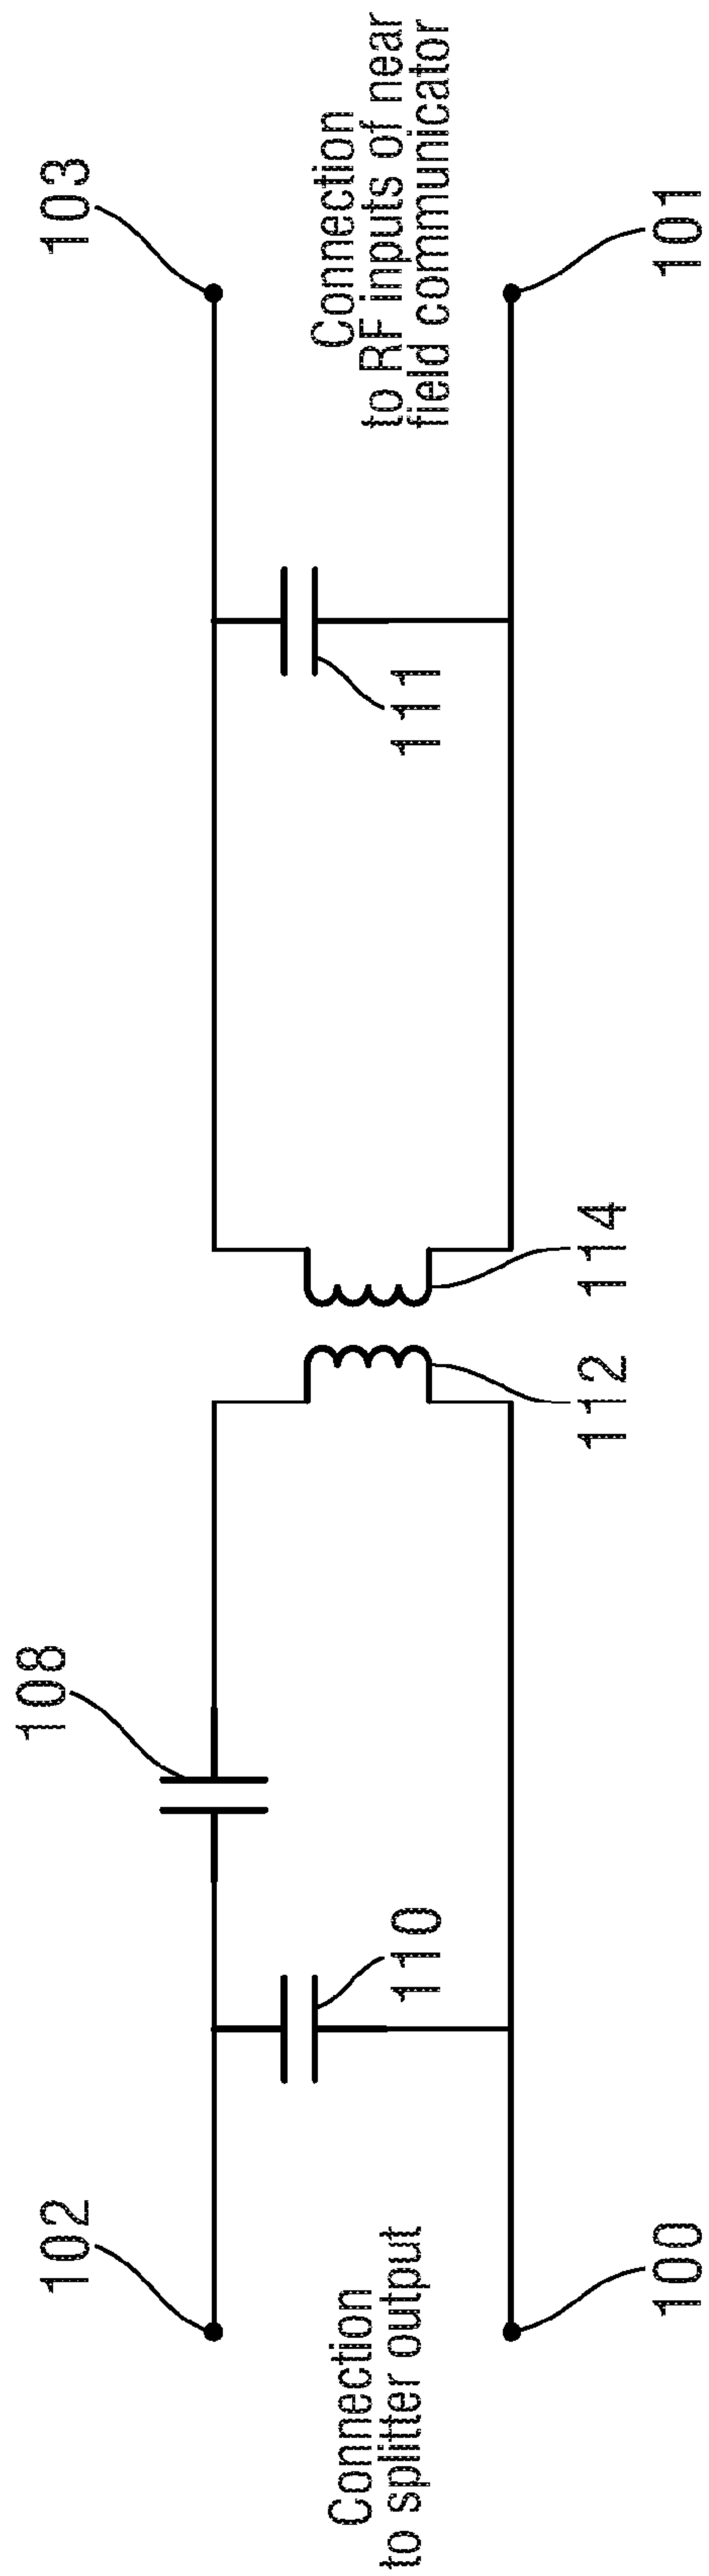 102
108
103
Connection
to splitter output
110
111
Connection
to RF inputs of near
field communicator
112
114
100
101